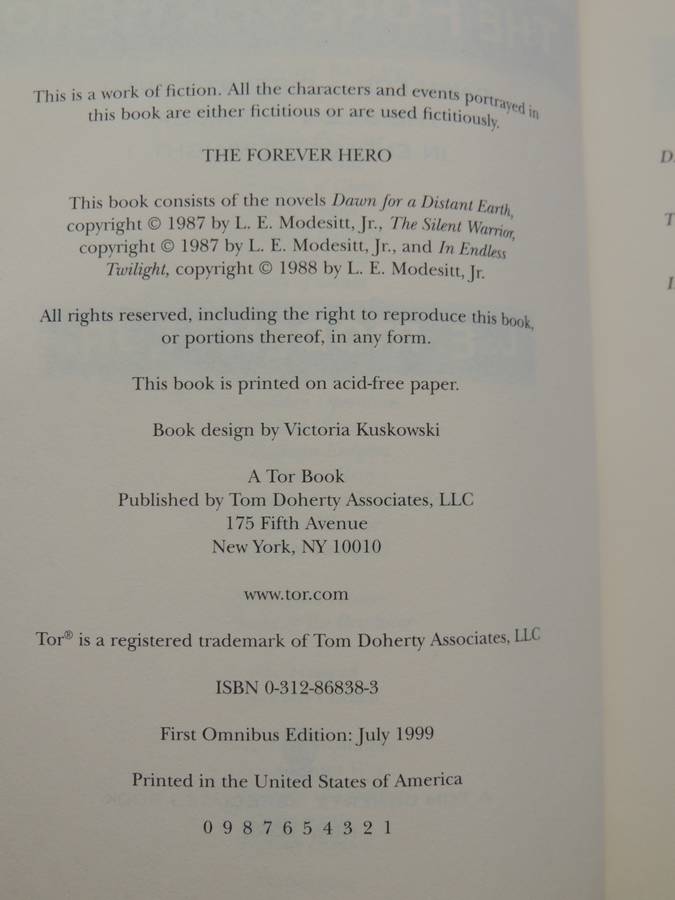 This is a work of fiction. All the characters and events portrayed in
this book are either fictitious or are used fictitiously.
THE FOREVER HERO
This book consists of the novels Dawn for a Distant Earth,
copyright © 1987 by L. E. Modesitt, Jr., The Silent Warrior,
copyright © 1987 by L. E. Modesitt, Jr., and In Endless
Twilight, copyright © 1988 by L. E. Modesitt, Jr.
All rights reserved, including the right to reproduce this book,
or portions thereof, in any form.
This book is printed on acid-free paper.
Book design by Victoria Kuskowski
A Tor Book
Published by Tom Doherty Associates, LLC
175 Fifth Avenue
New York, NY 10010
www.tor.com
Tor® is a registered trademark of Tom Doherty Associates, LLC
ISBN 0-312-86838-3
First Omnibus Edition: July 1999
Printed in the United States of America
0 9 8 7 6 5 4 3 2 1